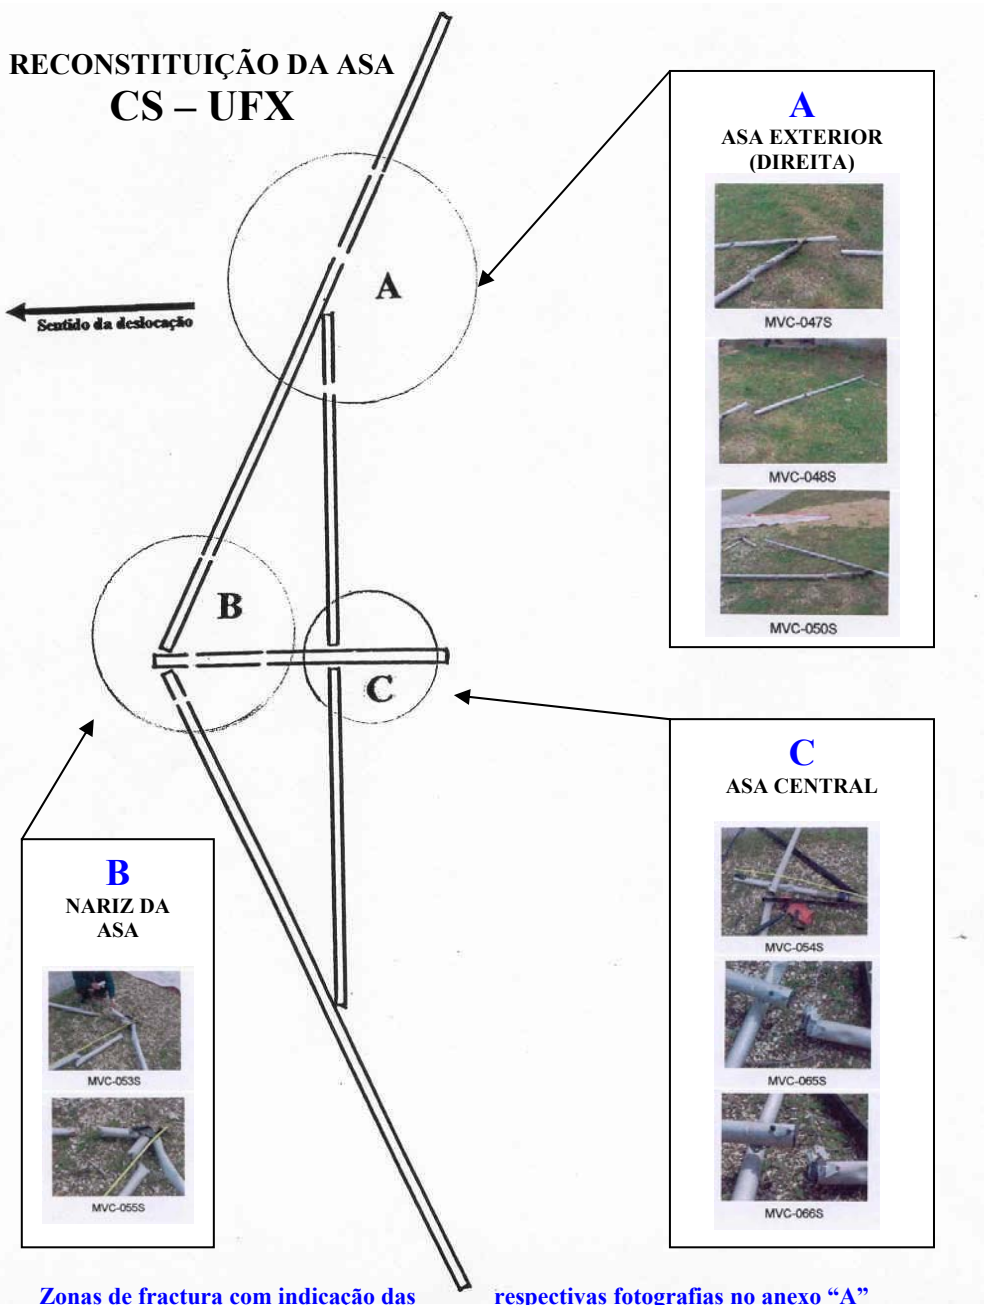 RECONSTITUIÇÃO DA ASA
CS – UFX
Sentido da deslocação
A
B
C
A
ASA EXTERIOR
(DIREITA)
MVC-047S
MVC-048S
MVC-050S
B
NARIZ DA
ASA
MVC-053S
MVC-055S
C
ASA CENTRAL
MVC-054S
MVC-065S
MVC-066S
Zonas de fractura com indicação das respectivas fotografias no anexo “A”